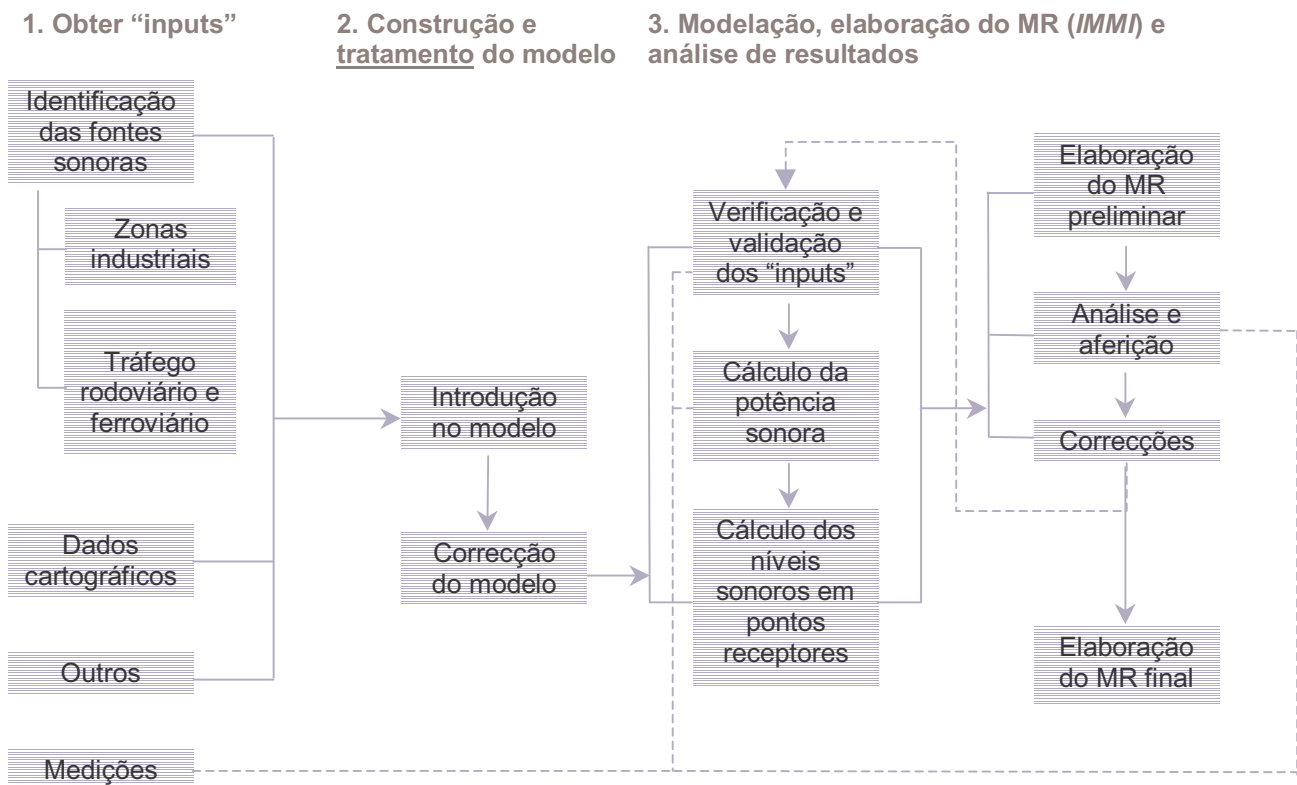 1. Obter “inputs”
2. Construção e
tratamento do modelo
3. Modelação, elaboração do MR (IMMI) e
análise de resultados
Identificação
das fontes
sonoras
Zonas
industriais
Tráfego
rodoviário e
ferroviário
Dados
cartográficos
Outros
Medições
Introdução
no modelo
Correcção
do modelo
Verificação e
validação
dos “inputs”
Cálculo da
potência
sonora
Cálculo dos
níveis
sonoros em
pontos
receptores
Elaboração
do MR
preliminar
Análise e
aferição
Correcções
Elaboração
do MR final